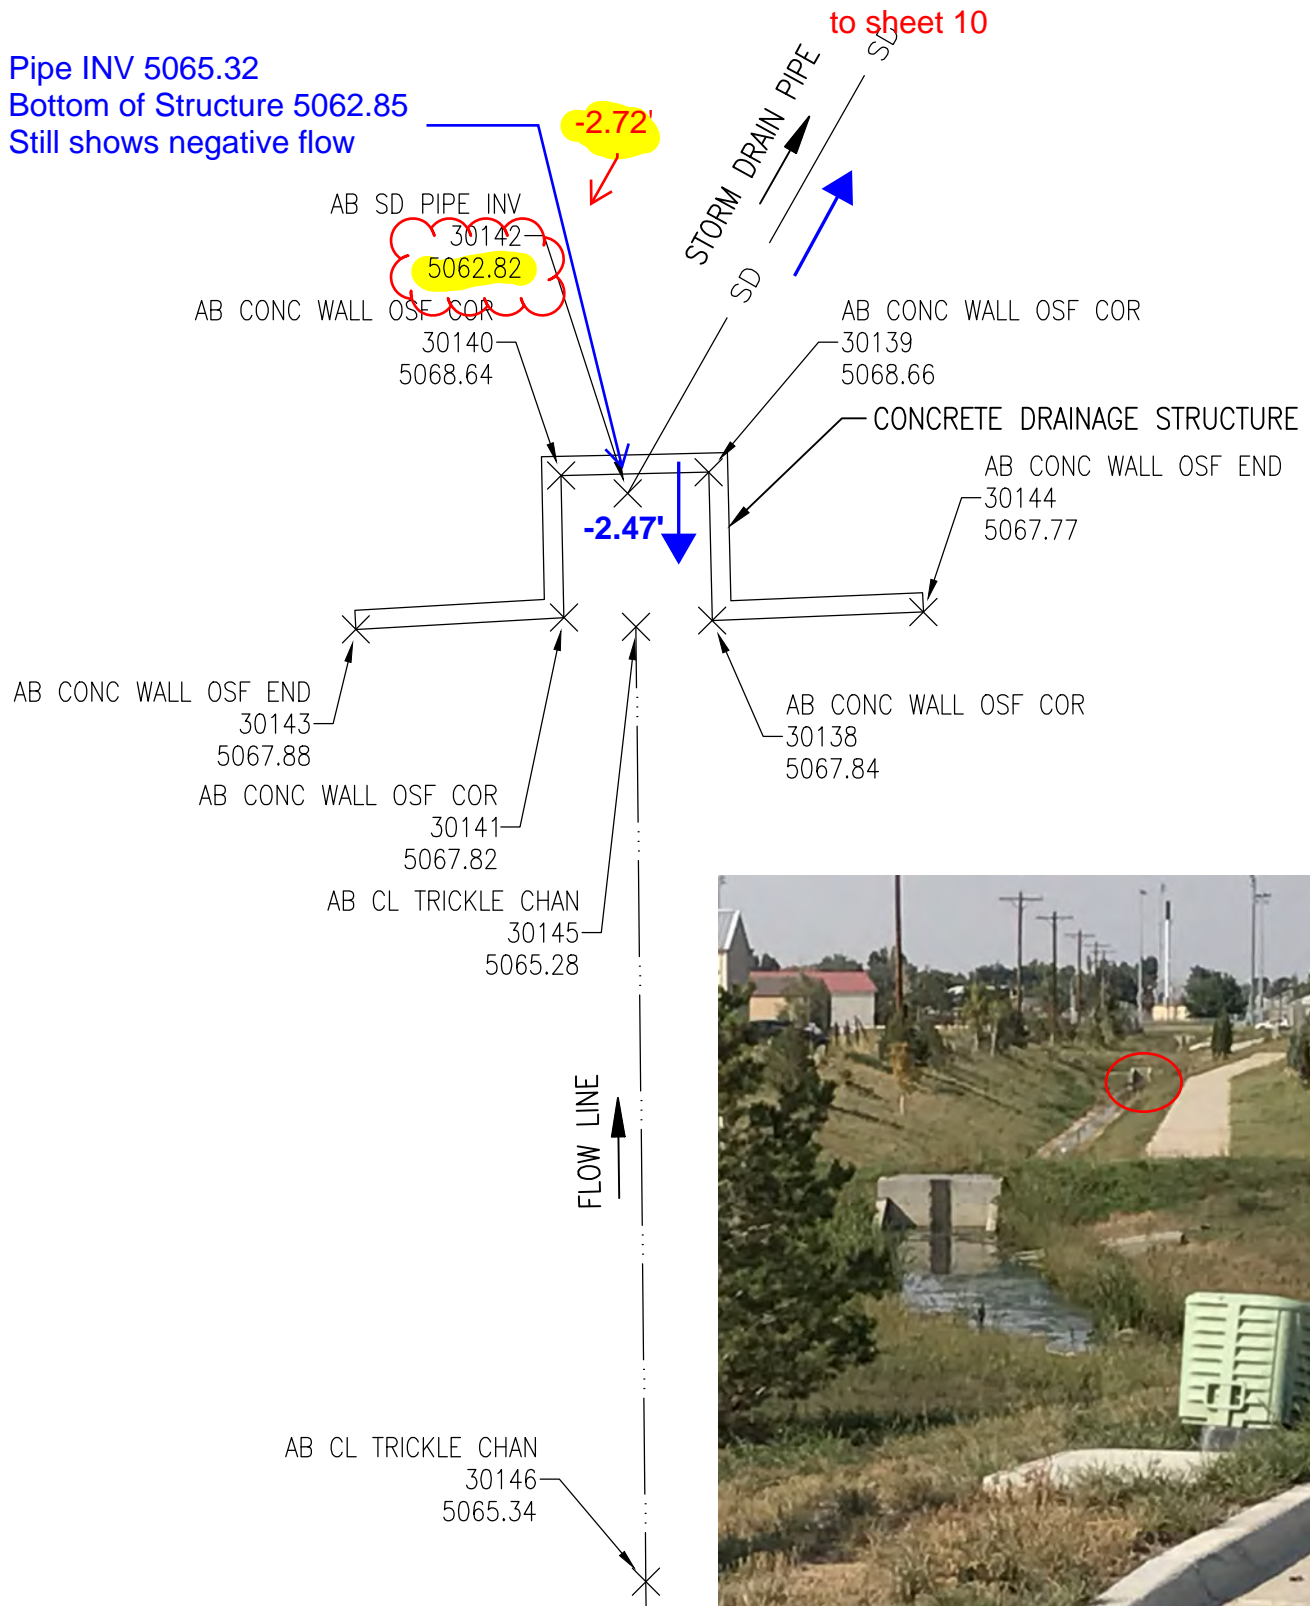 to sheet 10
Pipe INV 5065.32
Bottom of Structure 5062.85
Still shows negative flow
-2.72'
STORM DRAIN PIPE
SD
SD
AB SD PIPE INV
30142
5062.82
AB CONC WALL OSF COR
30140
5068.64
AB CONC WALL OSF COR
30139
5068.66
CONCRETE DRAINAGE STRUCTURE
AB CONC WALL OSF END
30144
5067.77
-2.47'
AB CONC WALL OSF END
30143
5067.88
AB CONC WALL OSF COR
30138
5067.84
AB CONC WALL OSF COR
30141
5067.82
AB CL TRICKLE CHAN
30145
5065.28
FLOW LINE
AB CL TRICKLE CHAN
30146
5065.34